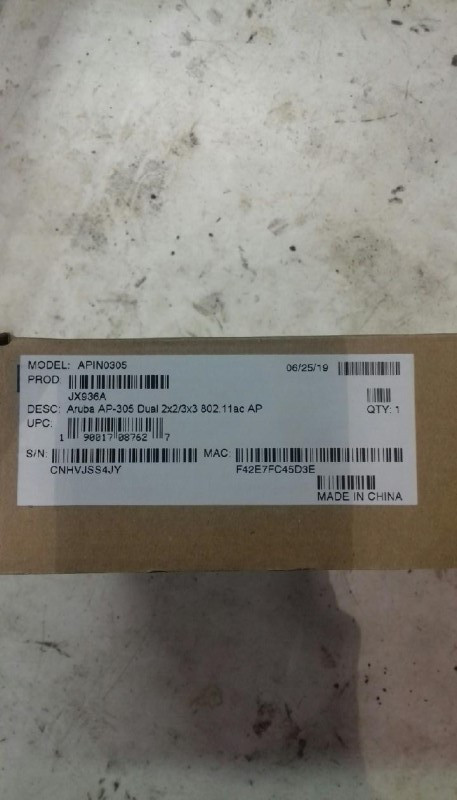 MODEL: APIN0305 06/25/19
PROD:
JX936A
DESC: Aruba AP-305 Dual 2x2/3x3 802.11ac AP QTY: 1
UPC:
1 90017 08762 7
S/N: MAC:
CNHVJSS4JY F42E7FC45D3E
MADE IN CHINA